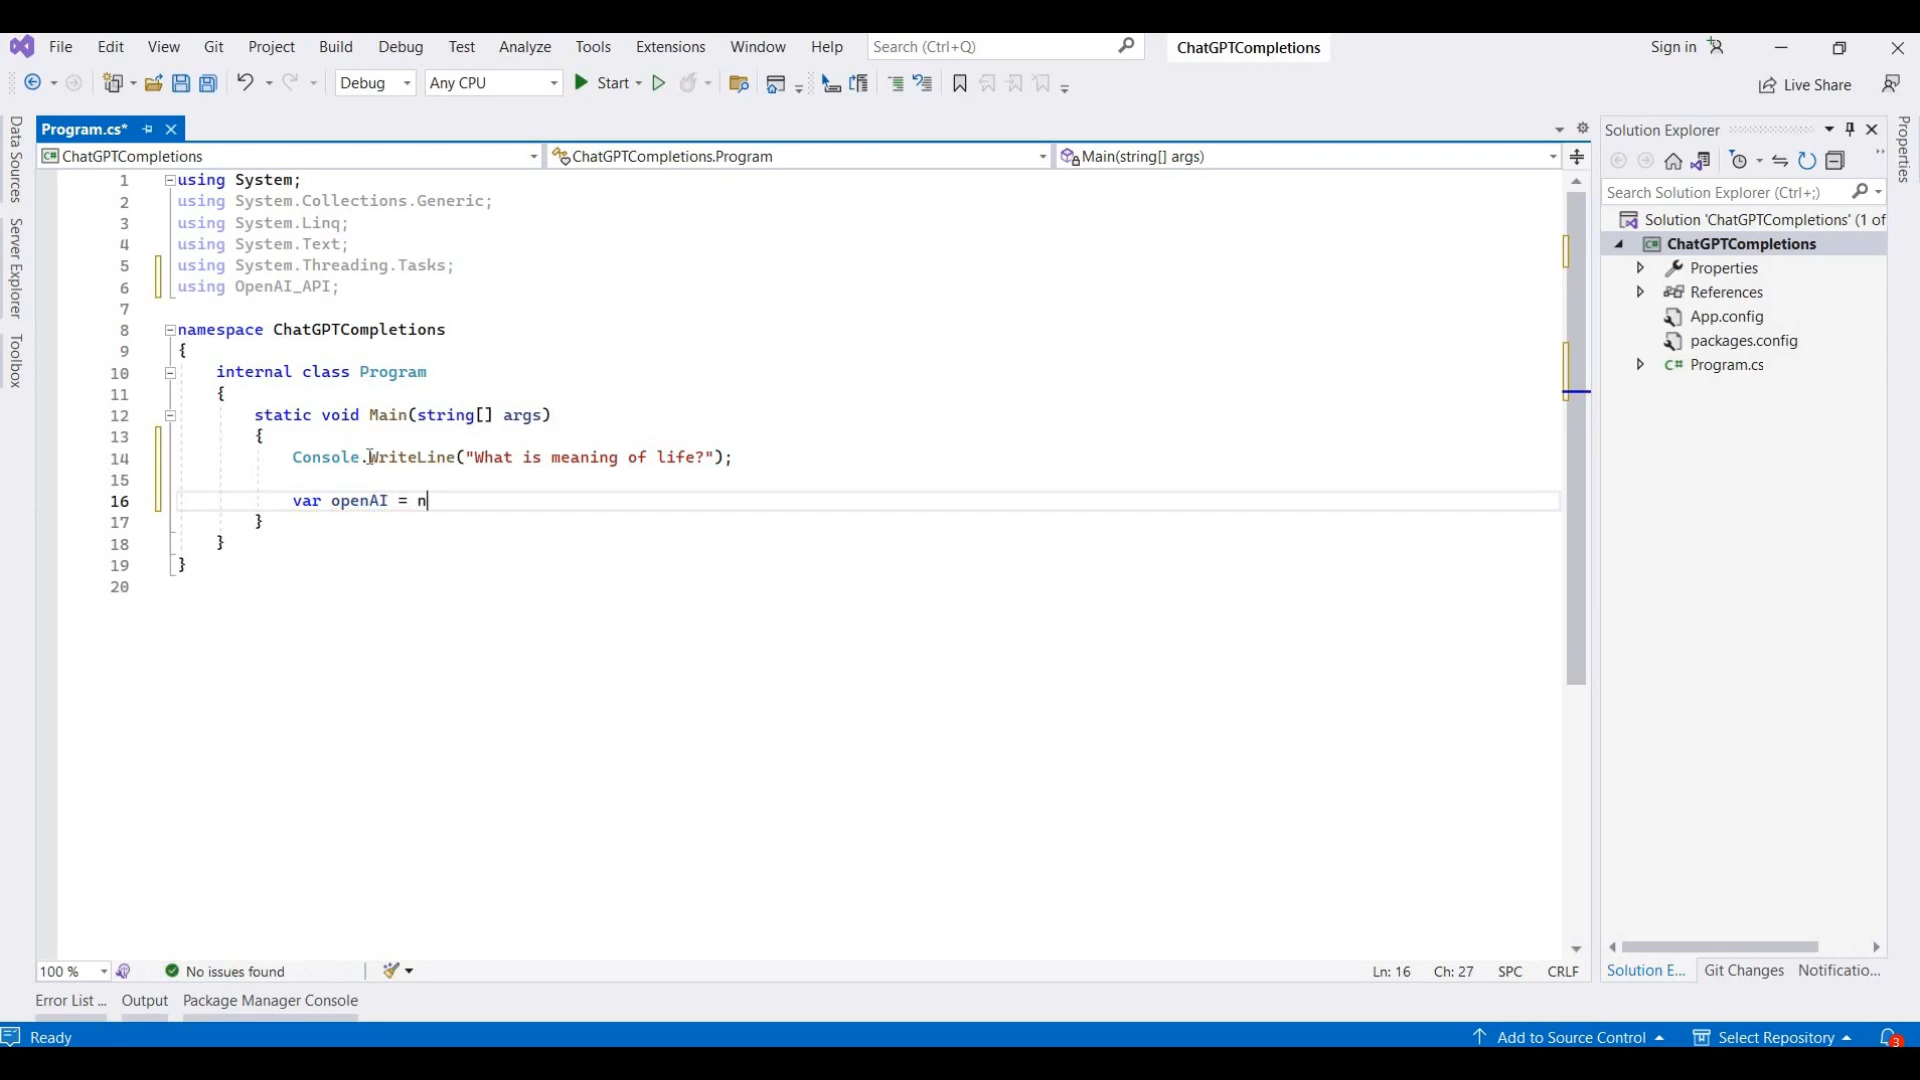 File Edit View Git Project Build Debug Test Analyze Tools Extensions Window Help Search (Ctrl+Q) ChatGPTCompletions Sign in
Debug Any CPU Start Live Share
Program.cs*
ChatGPTCompletions ChatGPTCompletions.Program Main(string[] args)
1 using System;
2 using System.Collections.Generic;
3 using System.Linq;
4 using System.Text;
5 using System.Threading.Tasks;
6 using OpenAI_API;
7
8 namespace ChatGPTCompletions
9 {
10 internal class Program
11 {
12 static void Main(string[] args)
13 {
14 Console.WriteLine("What is meaning of life?");
15
16 var openAI = n
17 }
18 }
19 }
20
100 % No issues found Ln: 16 Ch: 27 SPC CRLF
Error List ... Output Package Manager Console
Ready Add to Source Control Select Repository 3
Data Sources
Server Explorer
Toolbox
Solution Explorer
Search Solution Explorer (Ctrl+;)
Solution 'ChatGPTCompletions' (1 of
ChatGPTCompletions
Properties
References
App.config
packages.config
C# Program.cs
Solution E... Git Changes Notificatio...
Properties